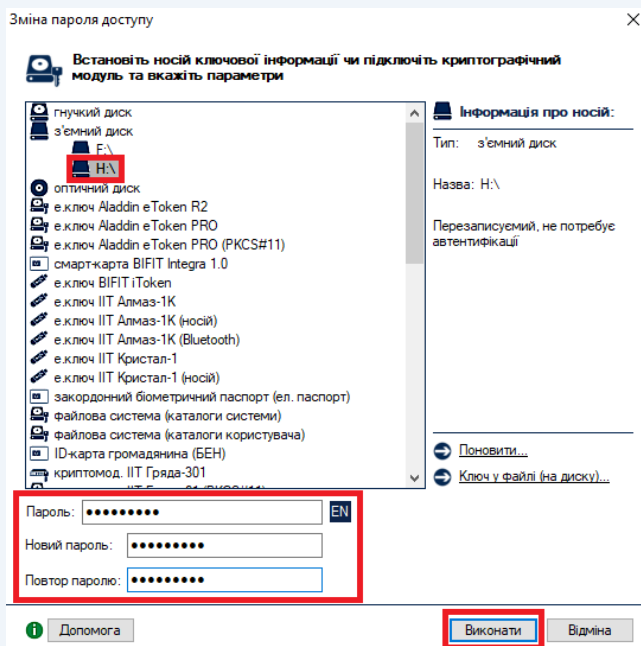 Зміна пароля доступу
Встановіть носій ключової інформації чи підключіть криптографічний
модуль та вкажіть параметри
гнучкий диск
з'ємний диск
E:\
H:\
оптичний диск
е.ключ Aladdin eToken R2
е.ключ Aladdin eToken PRO
е.ключ Aladdin eToken PRO (PKCS#11)
смарт-карта BIFIT Integra 1.0
е.ключ BIFIT iToken
е.ключ ІІТ Алмаз-1К
е.ключ ІІТ Алмаз-1К (носій)
е.ключ ІІТ Алмаз-1К (Bluetooth)
е.ключ ІІТ Кристал-1
е.ключ ІІТ Кристал-1 (носій)
закордонний біометричний паспорт (ел. паспорт)
файлова система (каталоги системи)
файлова система (каталоги користувача)
ID-карта громадянина (БЕН)
криптомод. ІІТ Гряда-301
Інформація про носій:
Тип: з'ємний диск
Назва: H:\
Перезаписуемий, не потребує
автентифікації
Поновити...
Ключ у файлі (на диску)...
Пароль: ●●●●●●●●● EN
Новий пароль: ●●●●●●●●●
Повтор паролю: ●●●●●●●●●
Допомога
Виконати
Відміна